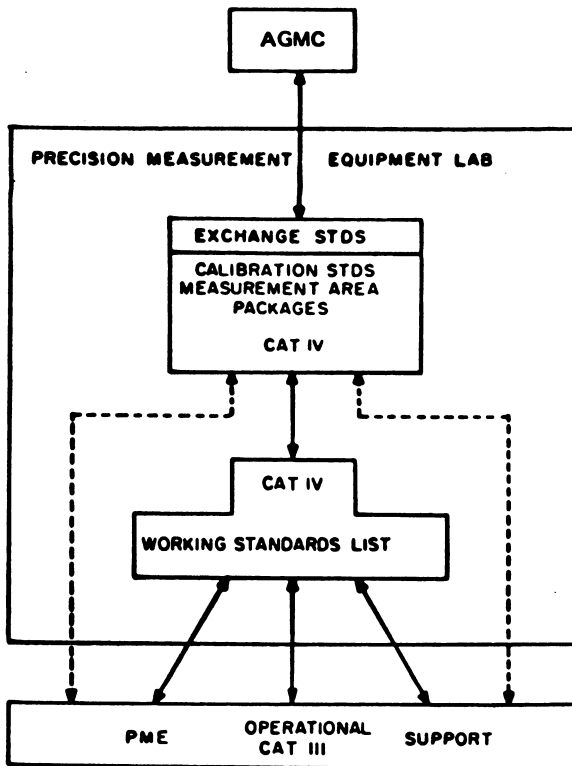 AGMC
PRECISION MEASUREMENT EQUIPMENT LAB
EXCHANGE STDS
CALIBRATION STDS
MEASUREMENT AREA
PACKAGES
CAT IV
CAT IV
WORKING STANDARDS LIST
PME OPERATIONAL CAT III SUPPORT